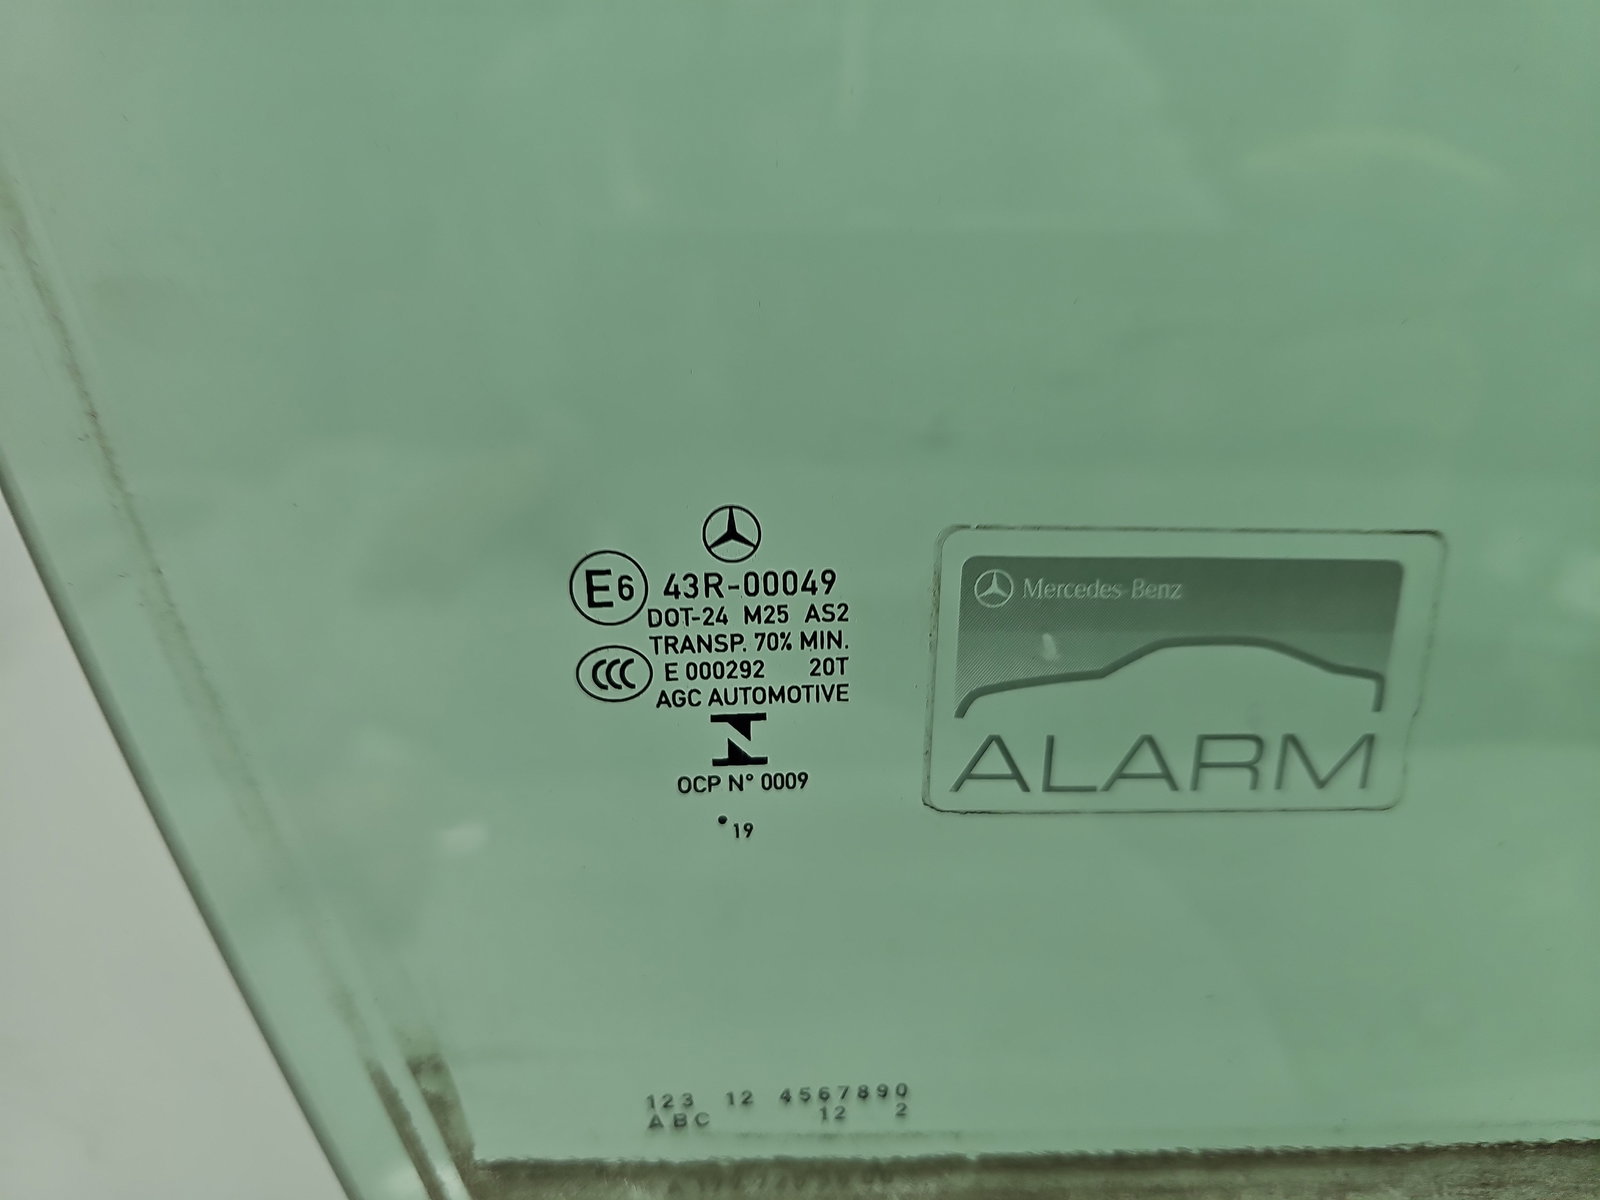 E6 43R-00049
DOT-24 M25 AS2
TRANSP. 70% MIN.
CCC E 000292 20T
AGC AUTOMOTIVE
OCP N° 0009
.19
Mercedes-Benz
ALARM
123 12 4567890
ABC 12 2